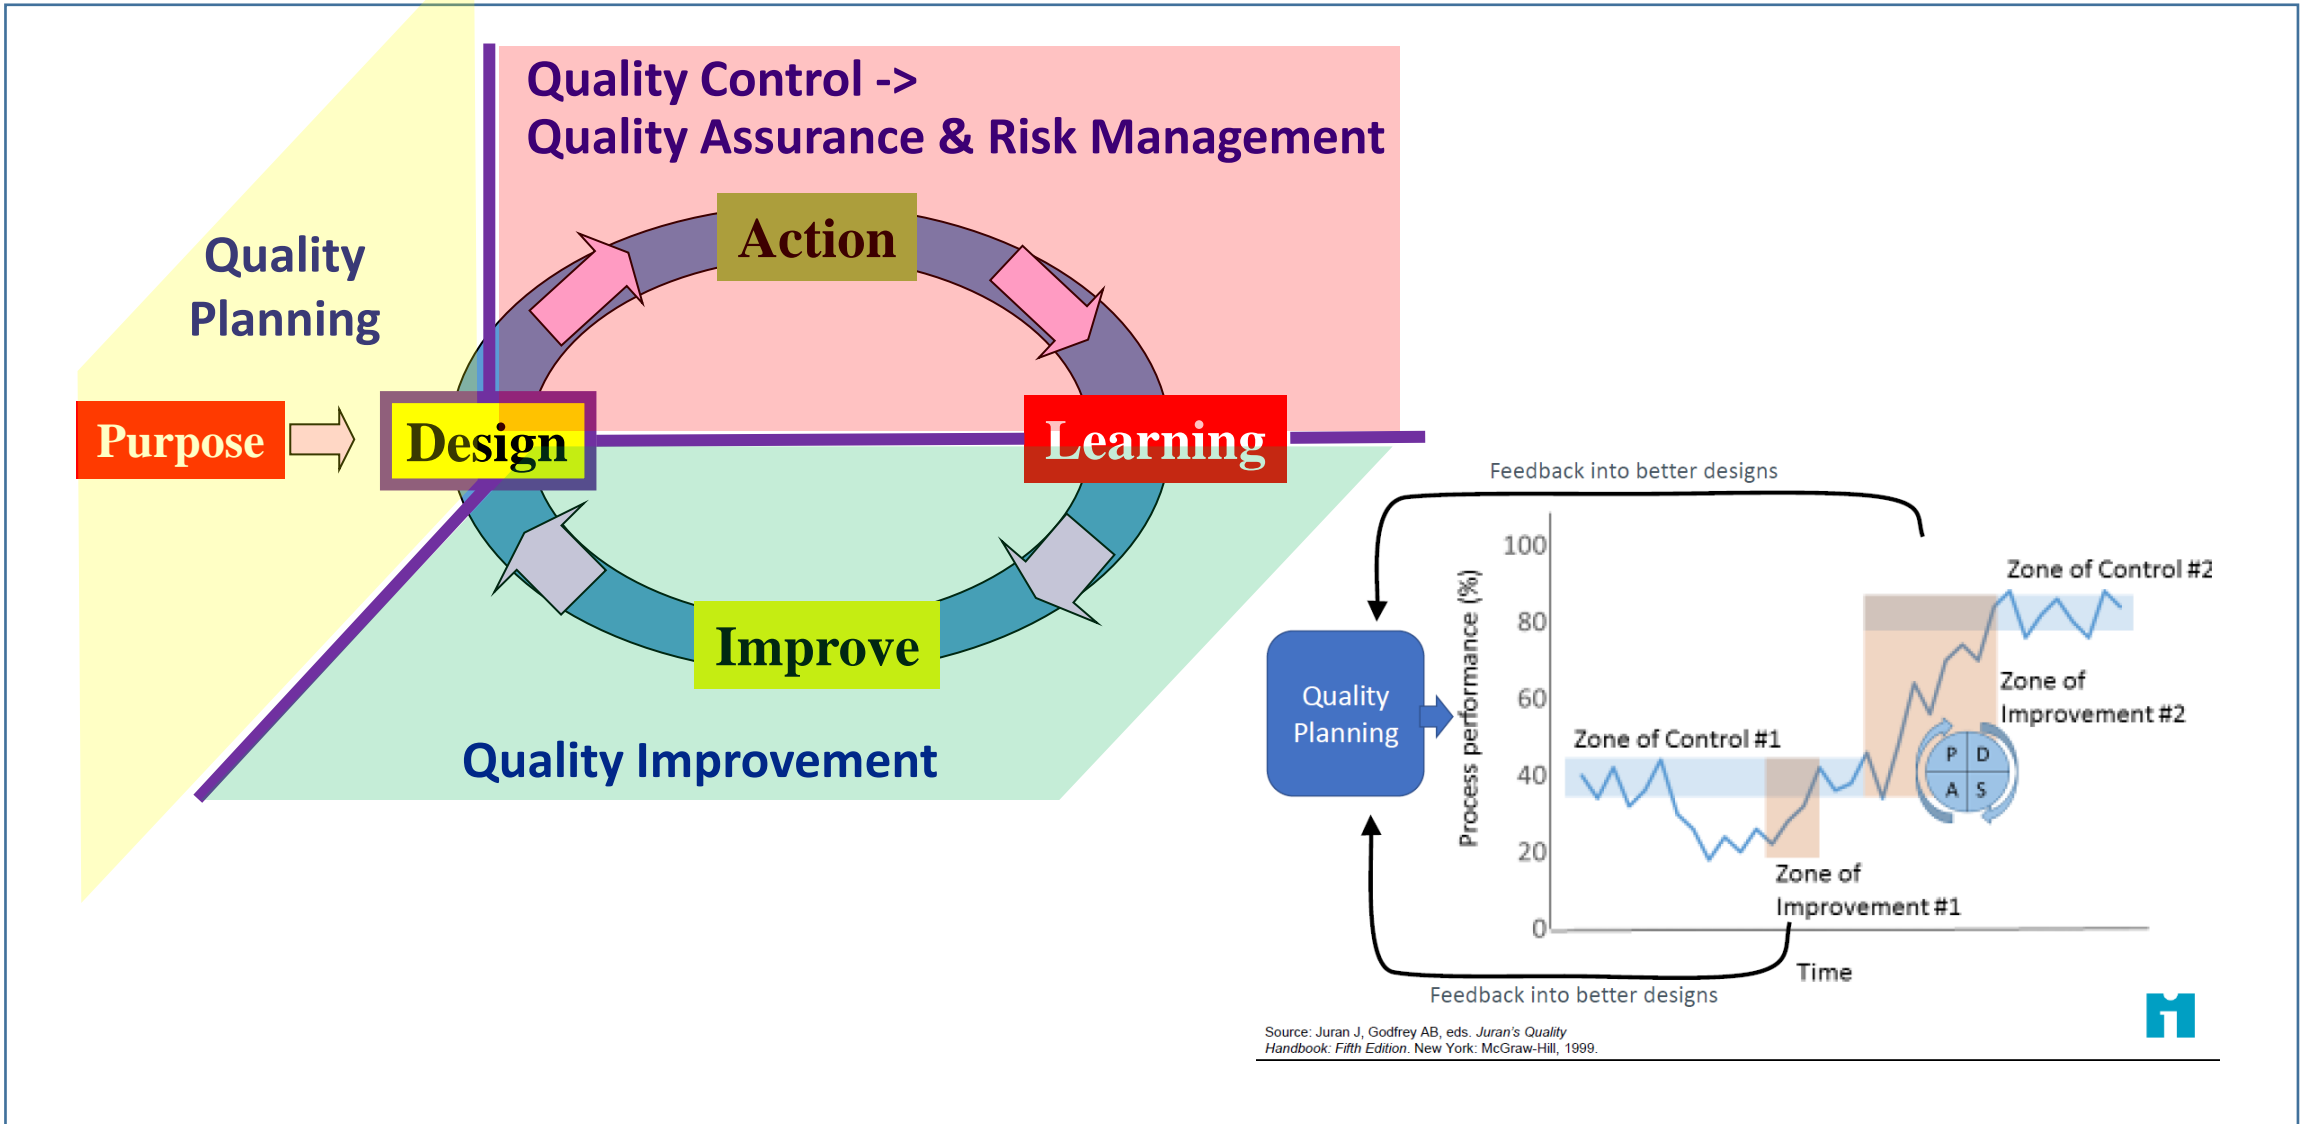 Quality Control ->
Quality Assurance & Risk Management
Quality
Planning
Action
Purpose
Design
Learning
Improve
Quality Improvement
Feedback into better designs
100
80
60
40
20
0
Process performance (%)
Zone of Control #2
Zone of
Improvement #2
Quality
Planning
Zone of Control #1
P D
A S
Zone of
Improvement #1
Time
Feedback into better designs
Source: Juran J, Godfrey AB, eds. Juran's Quality
Handbook: Fifth Edition. New York: McGraw-Hill, 1999.